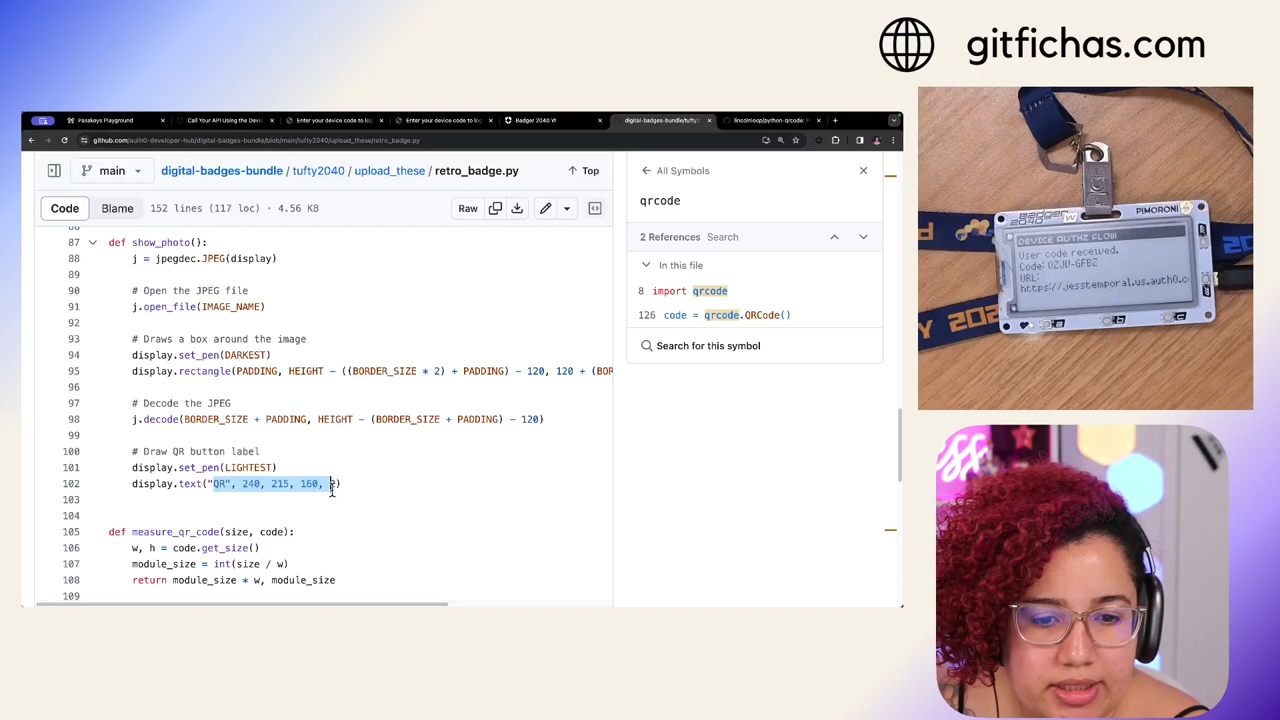 gitfichas.com
Passkeys Playground
Call Your API Using the Devi
Enter your device code to log
Enter your device code to log
Badger 2040 W
digital-badges-bundle/tufty2
lincolnloop/python-qrcode: P
github.com/auth0-developer-hub/digital-badges-bundle/blob/main/tufty2040/upload_these/retro_badge.py
main
digital-badges-bundle / tufty2040 / upload_these / retro_badge.py
Top
Code Blame 152 lines (117 loc) · 4.56 KB
Raw
87 def show_photo():
88 j = jpegdec.JPEG(display)
90 # Open the JPEG file
91 j.open_file(IMAGE_NAME)
92
93 # Draws a box around the image
94 display.set_pen(DARKEST)
95 display.rectangle(PADDING, HEIGHT - ((BORDER_SIZE * 2) + PADDING) - 120, 120 + (BOR
96
97 # Decode the JPEG
98 j.decode(BORDER_SIZE + PADDING, HEIGHT - (BORDER_SIZE + PADDING) - 120)
99
100 # Draw QR button label
101 display.set_pen(LIGHTEST)
102 display.text("QR", 240, 215, 160, 2)
103
104
105 def measure_qr_code(size, code):
106 w, h = code.get_size()
107 module_size = int(size / w)
108 return module_size * w, module_size
109
All Symbols
qrcode
2 References Search
In this file
8 import qrcode
126 code = qrcode.QRCode()
Search for this symbol
badger
2040 W
PIMORONI
DEVICE AUTHZ FLOW
User code received.
Code: OZJV-GFBZ
URL:
https://jesstemporal.us.auth0.c
a
b
c